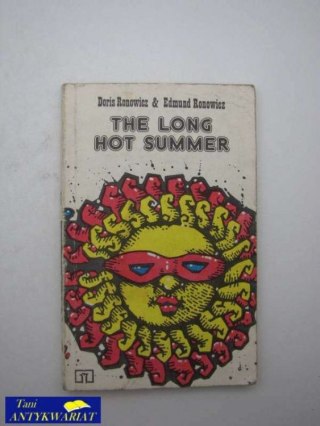 Doris Ronowicz & Edmund Ronowicz
THE LONG
HOT SUMMER
Tani
ANTYKWARIAT